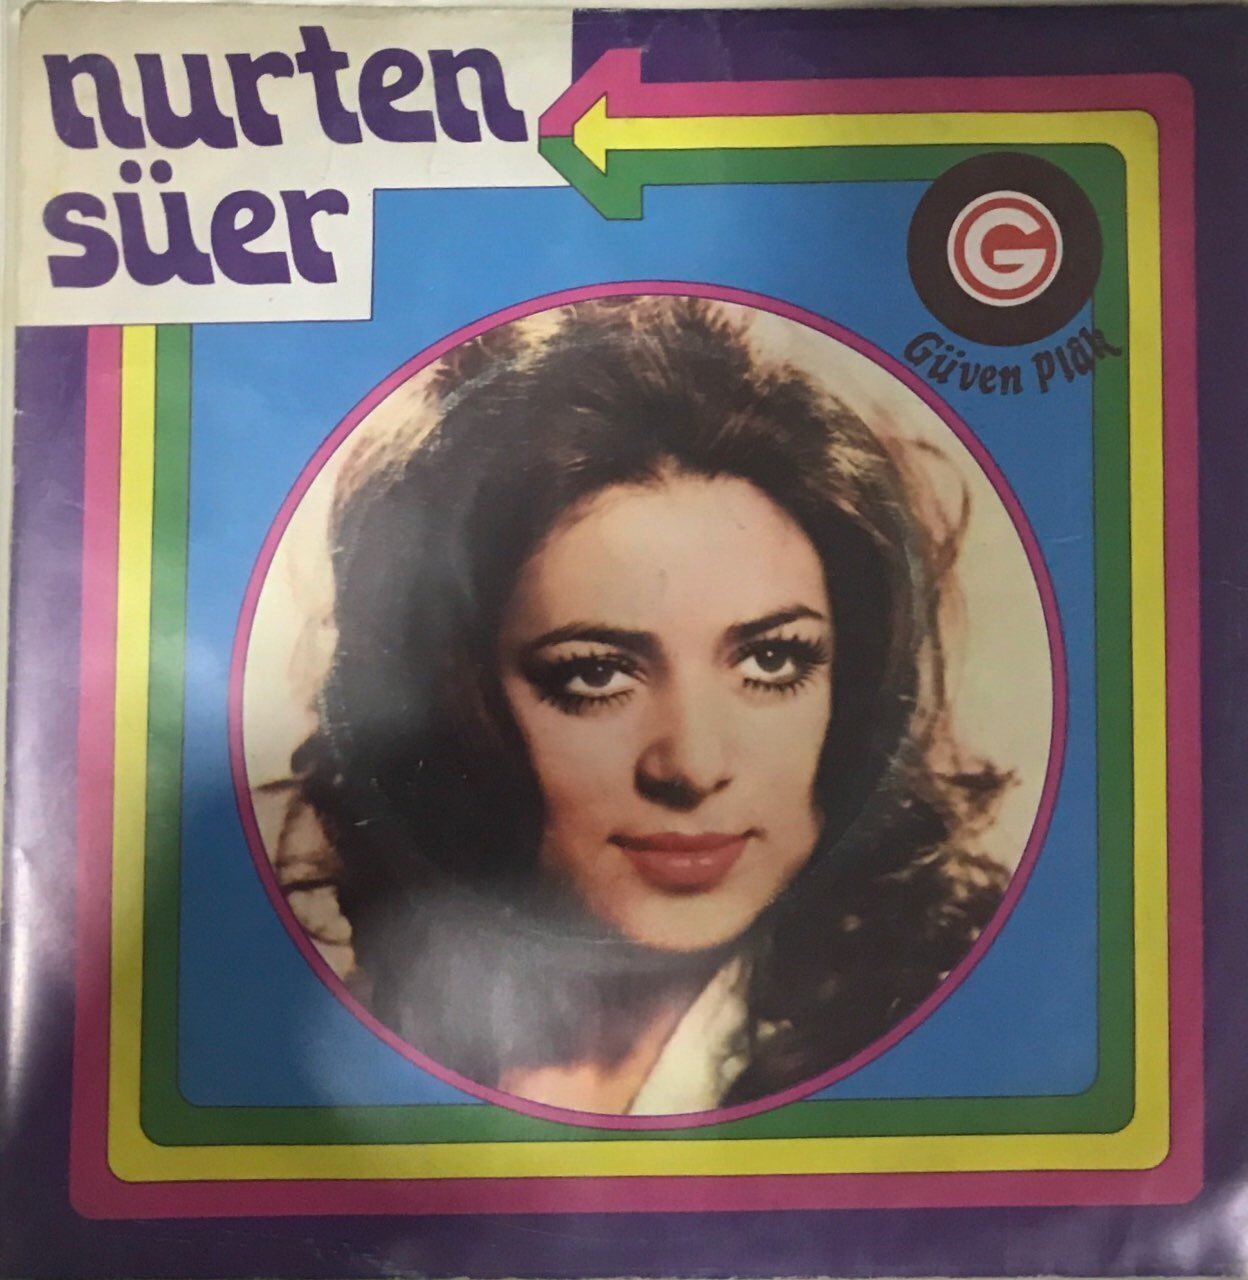 nurten
süer
G
Güven Plak